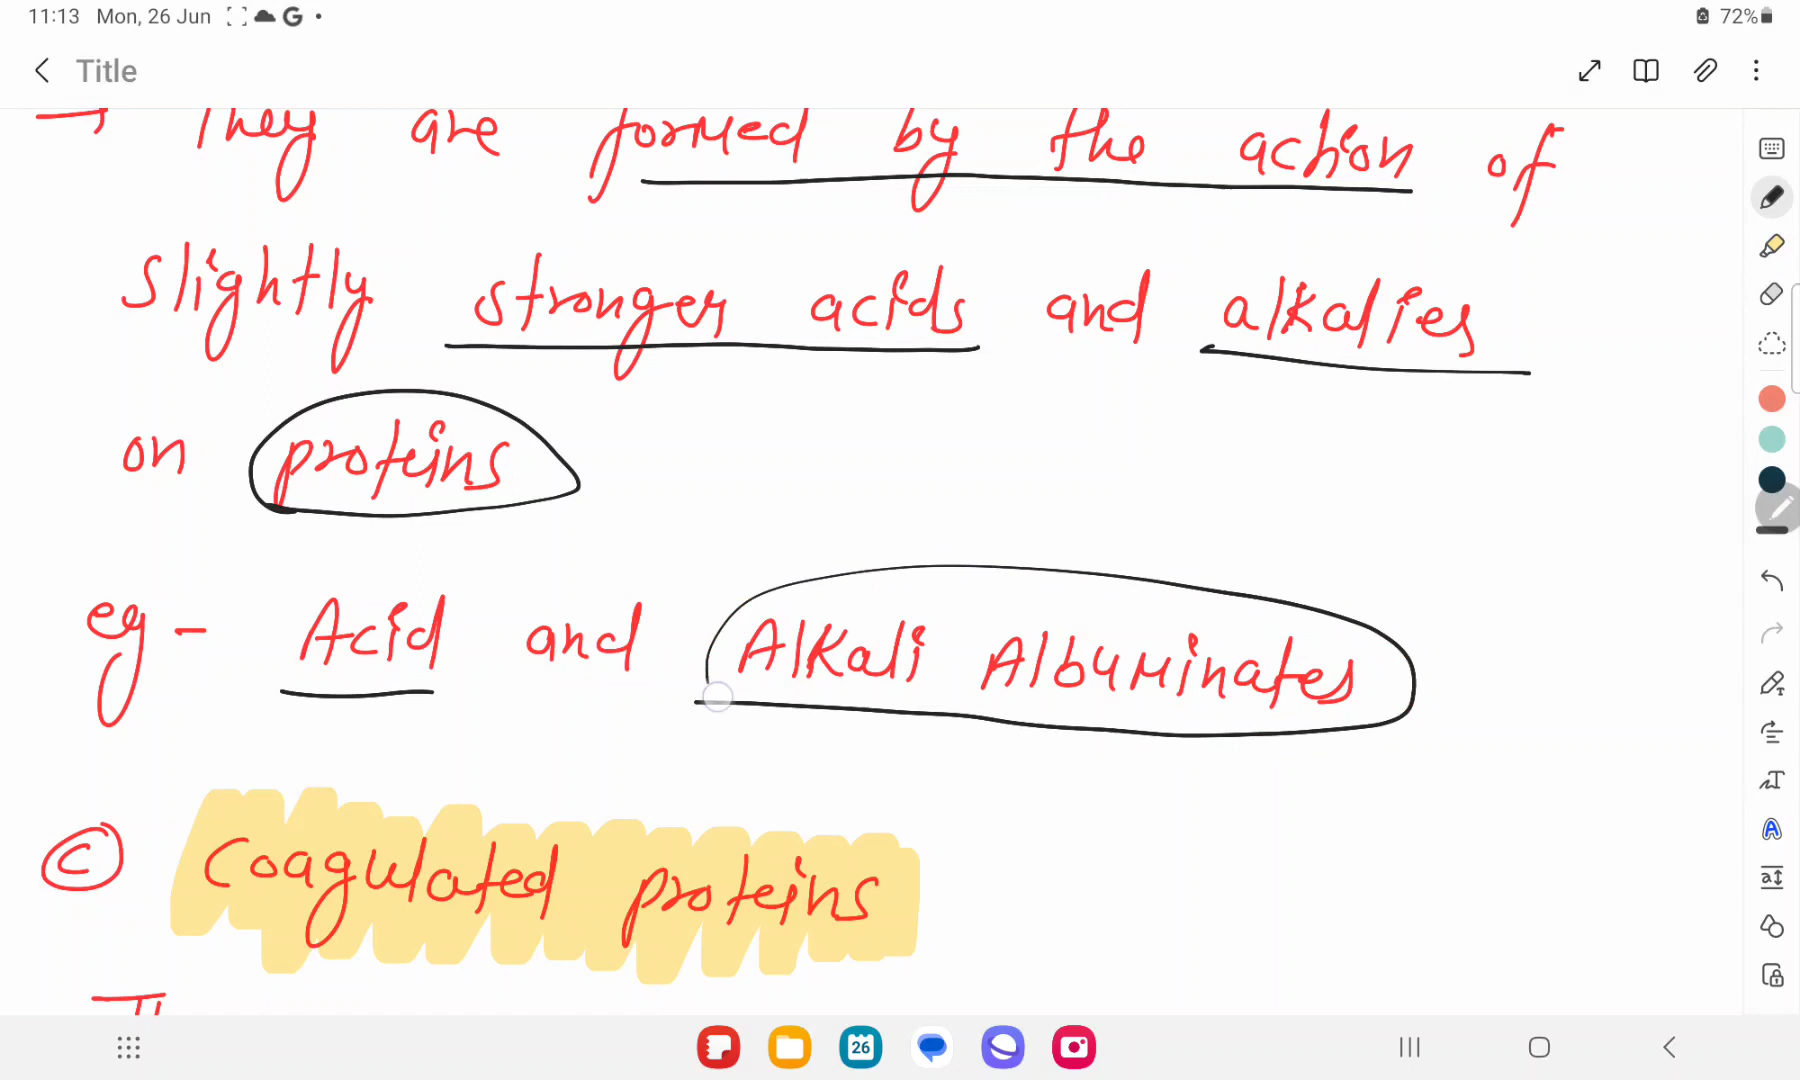 11:13 Mon, 26 Jun 72%
Title
→ They are formed by the action of
slightly stronger acids and alkalies
on proteins
eg - Acid and Alkali Albuminates
© Coagulated proteins
26